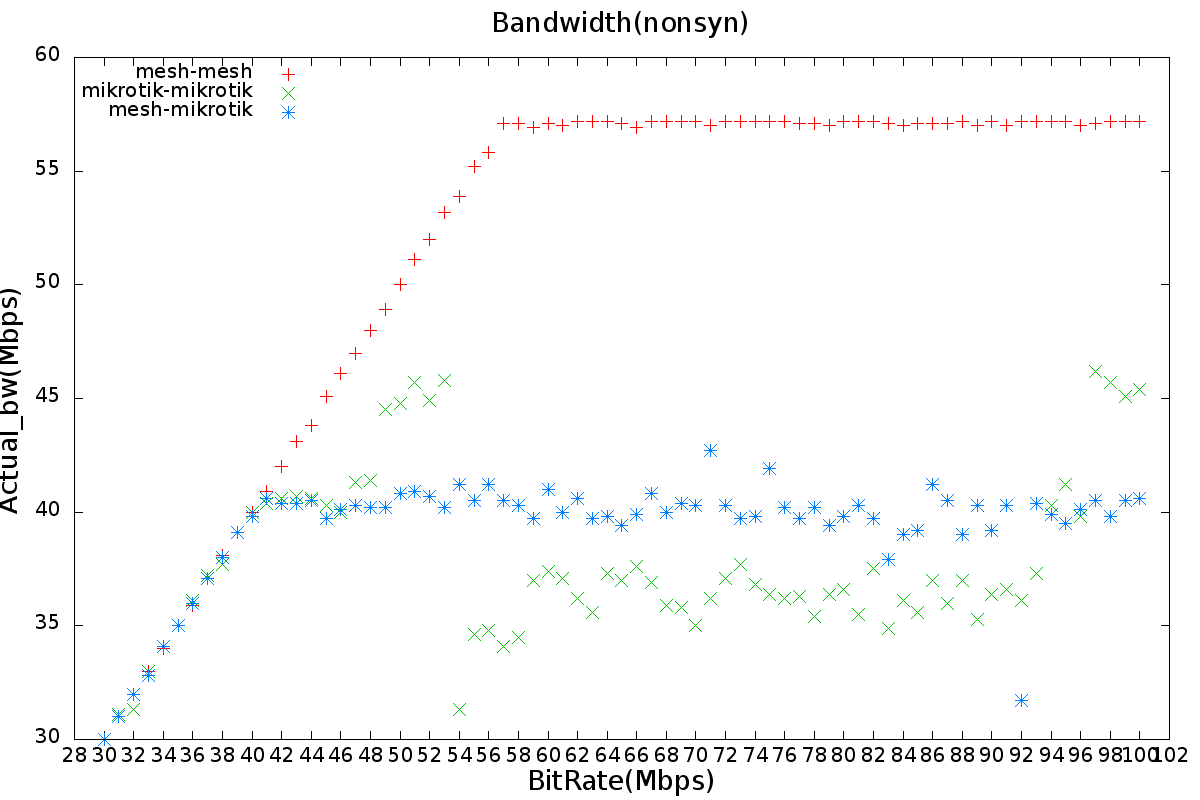 Bandwidth(nonsyn)
mesh-mesh
mikrotik-mikrotik
mesh-mikrotik
60
55
50
45
40
35
30
Actual_bw(Mbps)
28 30 32 34 36 38 40 42 44 46 48 50 52 54 56 58 60 62 64 66 68 70 72 74 76 78 80 82 84 86 88 90 92 94 96 98 100 102
BitRate(Mbps)